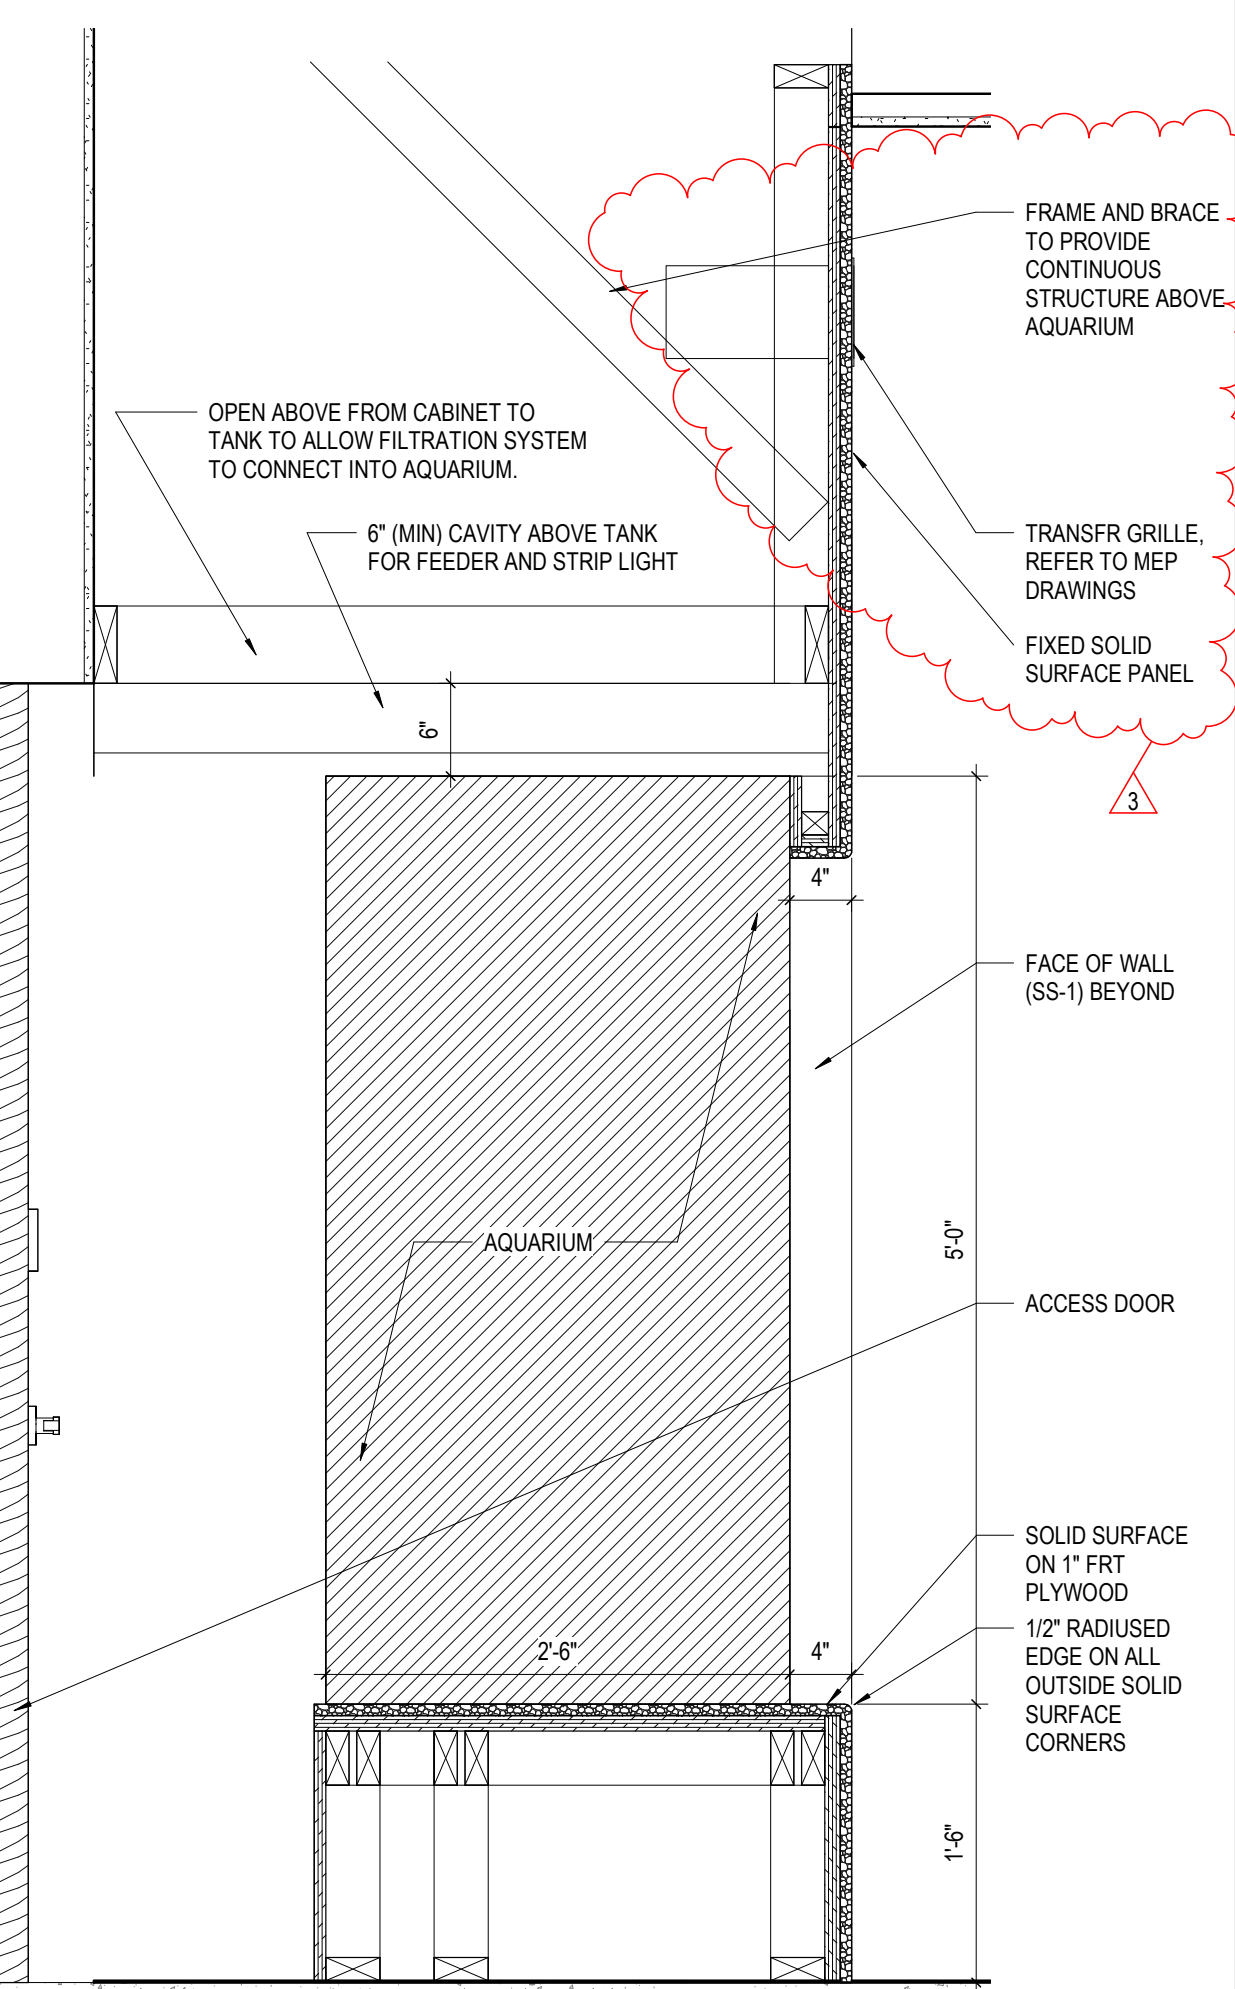 FRAME AND BRACE
TO PROVIDE
CONTINUOUS
STRUCTURE ABOVE
AQUARIUM
OPEN ABOVE FROM CABINET TO
TANK TO ALLOW FILTRATION SYSTEM
TO CONNECT INTO AQUARIUM.
6" (MIN) CAVITY ABOVE TANK
FOR FEEDER AND STRIP LIGHT
TRANSFR GRILLE,
REFER TO MEP
DRAWINGS
FIXED SOLID
SURFACE PANEL
6"
3
4"
FACE OF WALL
(SS-1) BEYOND
5'-0"
AQUARIUM
ACCESS DOOR
SOLID SURFACE
ON 1" FRT
PLYWOOD
2'-6"
4"
1/2" RADIUSED
EDGE ON ALL
OUTSIDE SOLID
SURFACE
CORNERS
1'-6"